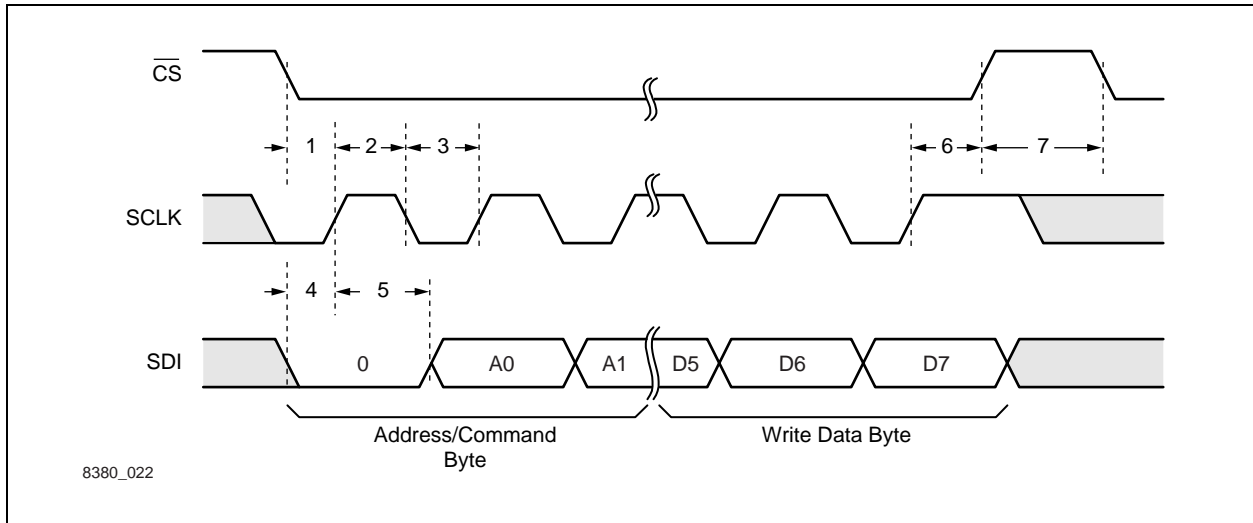 C̅S̅
1 2 3 6 7
SCLK
4 5
SDI 0 A0 A1 D5 D6 D7
Address/Command
Byte
Write Data Byte
8380_022